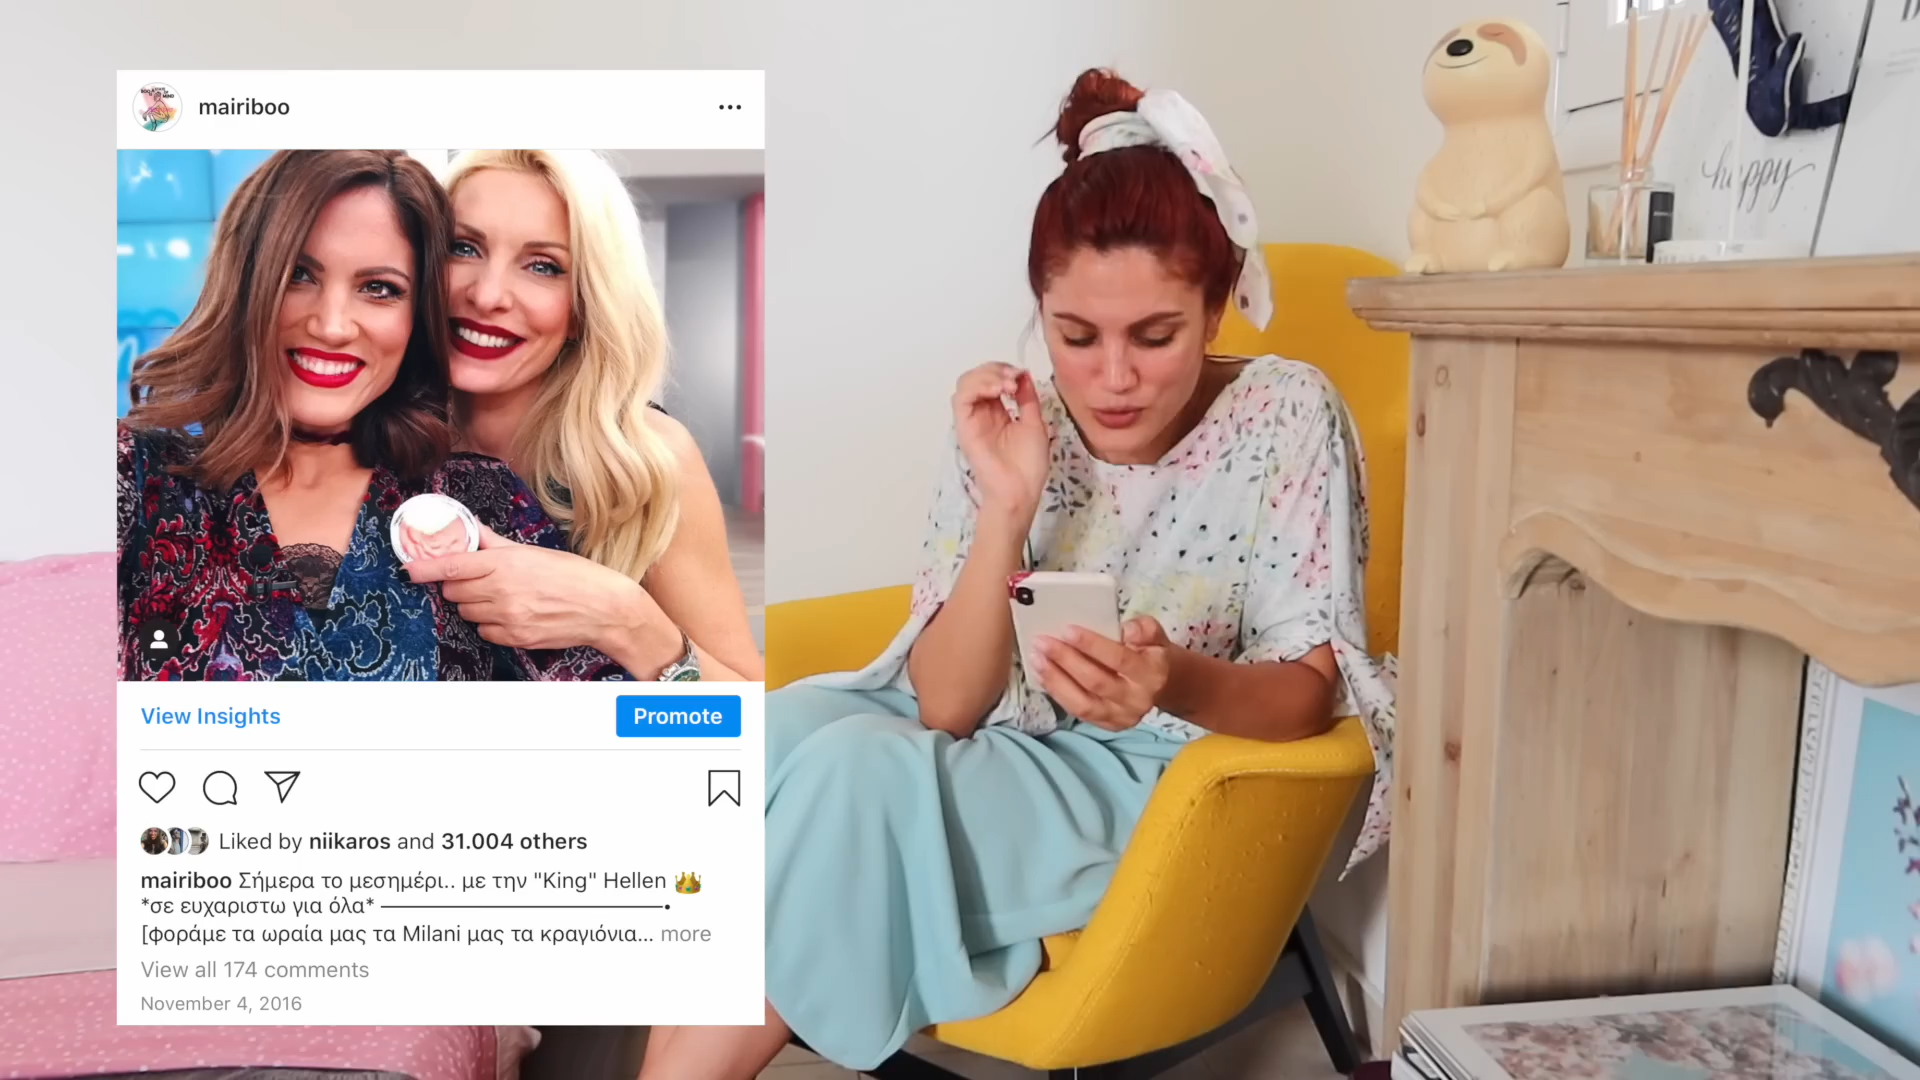 mairiboo
View Insights
Promote
Liked by niikaros and 31.004 others
mairiboo Σήμερα το μεσημέρι.. με την "King" Hellen 👑
*σε ευχαριστω για όλα* ————————————•
[φοράμε τα ωραία μας τα Milani μας τα κραγιόνια... more
View all 174 comments
November 4, 2016
happy